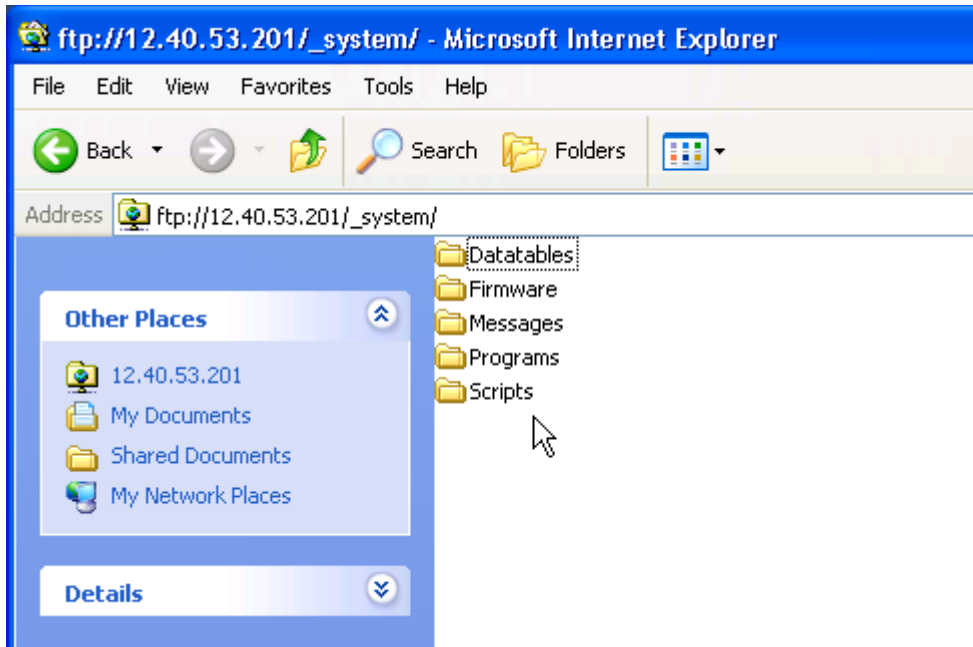 ftp://12.40.53.201/_system/ - Microsoft Internet Explorer
File Edit View Favorites Tools Help
Back Search Folders
Address ftp://12.40.53.201/_system/
Other Places
12.40.53.201
My Documents
Shared Documents
My Network Places
Details
Datatables
Firmware
Messages
Programs
Scripts